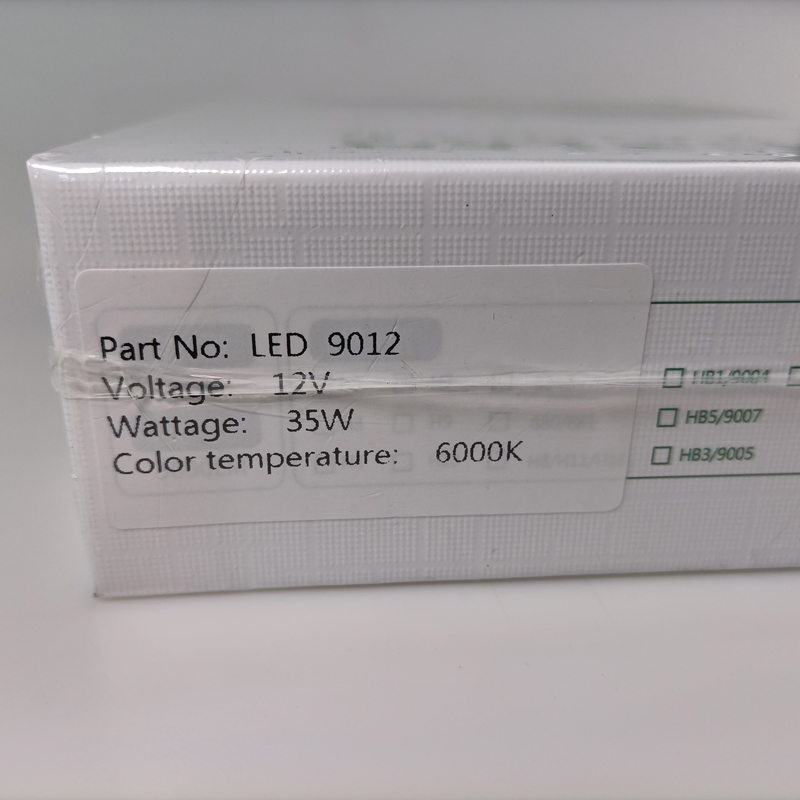 Part No: LED 9012
Voltage: 12V
Wattage: 35W
Color temperature: 6000K
HB1/9004
HB5/9007
HB3/9005